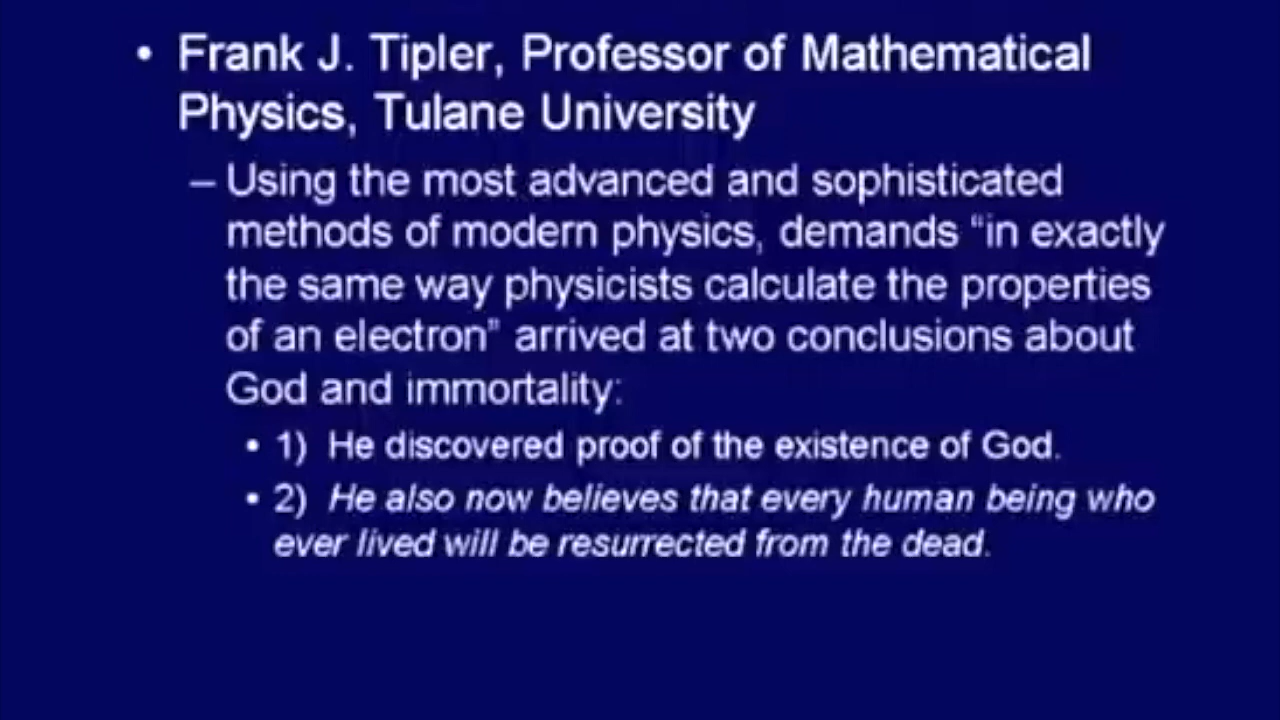 • Frank J. Tipler, Professor of Mathematical
Physics, Tulane University
– Using the most advanced and sophisticated
methods of modern physics, demands “in exactly
the same way physicists calculate the properties
of an electron” arrived at two conclusions about
God and immortality:
• 1) He discovered proof of the existence of God.
• 2) He also now believes that every human being who
ever lived will be resurrected from the dead.